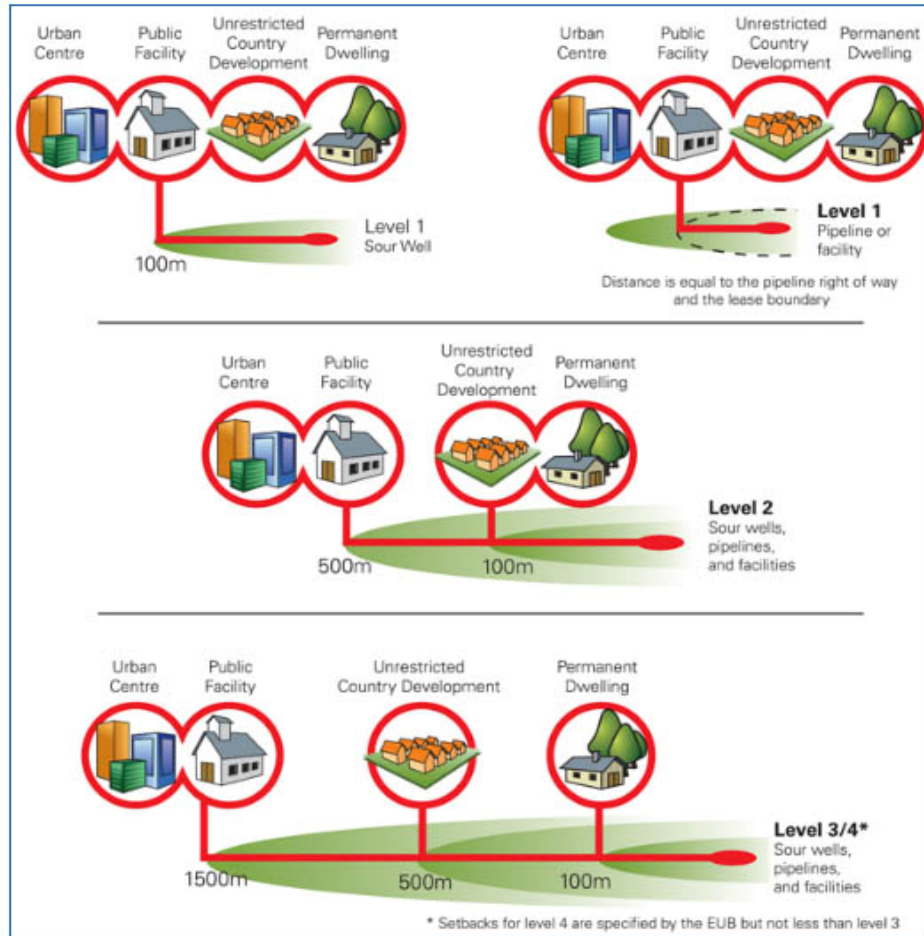 Urban
Centre
Public
Facility
Unrestricted
Country
Development
Permanent
Dwelling
Level 1
Sour Well
100m
Urban
Centre
Public
Facility
Unrestricted
Country
Development
Permanent
Dwelling
Level 1
Pipeline or
facility
Distance is equal to the pipeline right of way
and the lease boundary
Urban
Centre
Public
Facility
Unrestricted
Country
Development
Permanent
Dwelling
Level 2
Sour wells,
pipelines,
and facilities
500m
100m
Urban
Centre
Public
Facility
Unrestricted
Country Development
Permanent
Dwelling
Level 3/4*
Sour wells,
pipelines,
and facilities
1500m
500m
100m
* Setbacks for level 4 are specified by the EUB but not less than level 3